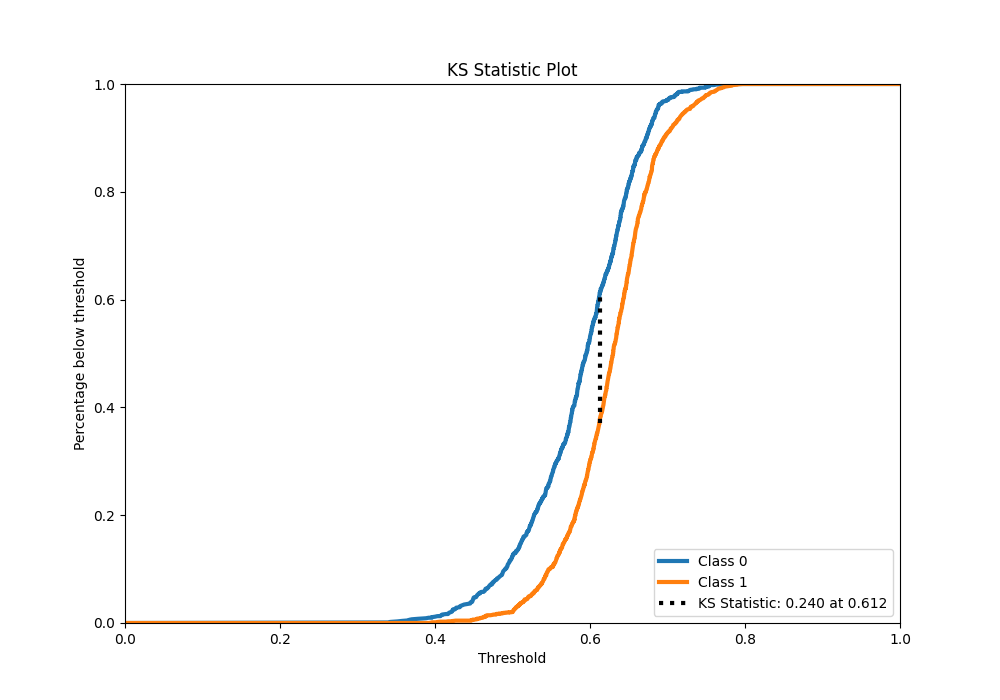 KS Statistic Plot
1.0
0.8
0.6
0.4
0.2
0.0
Percentage below threshold
0.0 0.2 0.4 0.6 0.8 1.0
Threshold
Class 0
Class 1
KS Statistic: 0.240 at 0.612